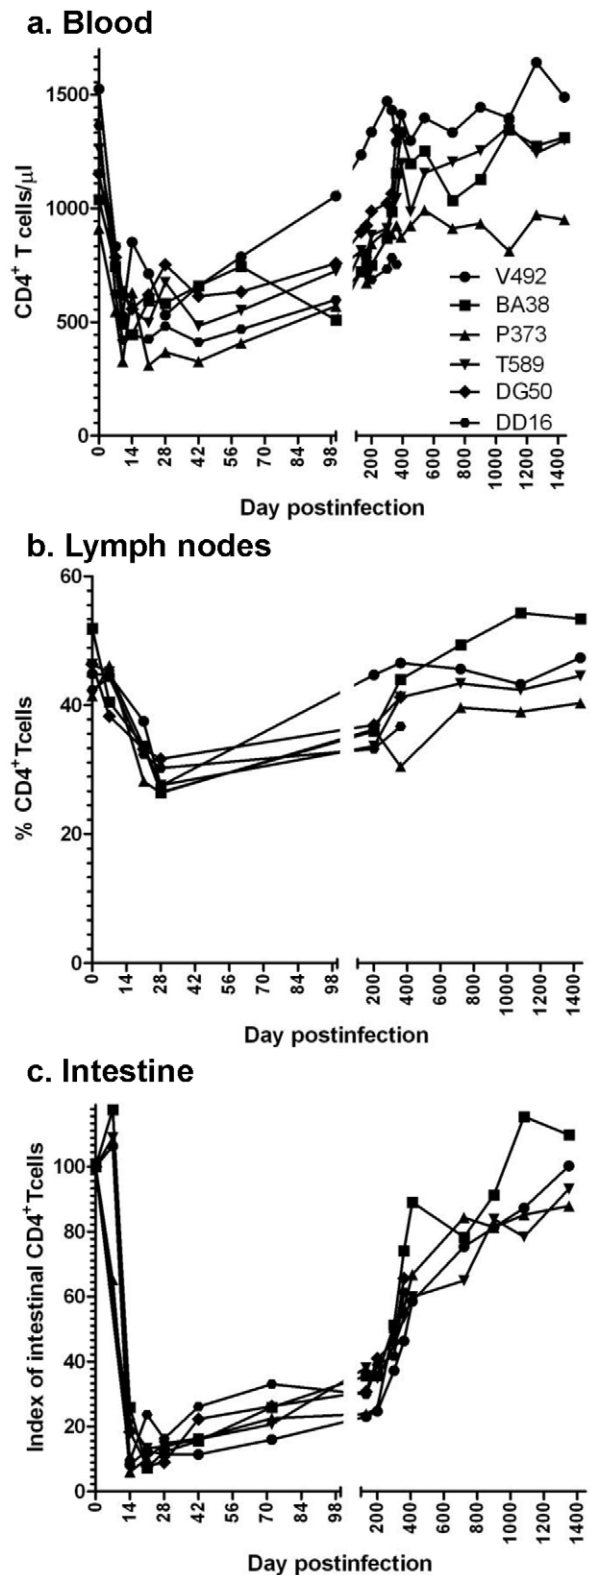 a. Blood
CD4+ T cells/µl
1500
1000
500
0
V492
BA38
P373
T589
DG50
DD16
0 14 28 42 56 70 84 98 200 400 600 800 1000 1200 1400
Day postinfection
b. Lymph nodes
% CD4+Tcells
60
40
20
0
0 14 28 42 56 70 84 98 200 400 600 800 1000 1200 1400
Day postinfection
c. Intestine
Index of intestinal CD4+Tcells
100
80
60
40
20
0
0 14 28 42 56 70 84 98 200 400 600 800 1000 1200 1400
Day postinfection